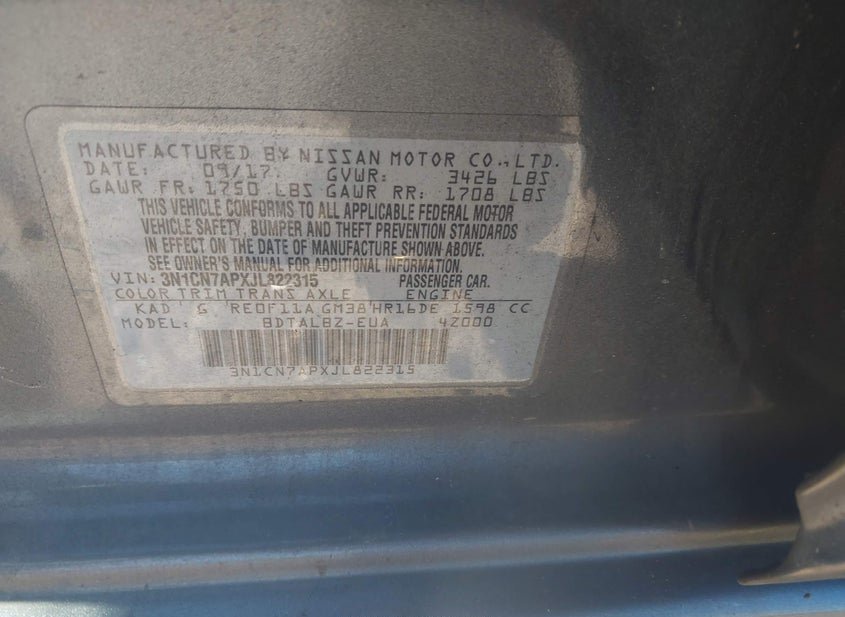 MANUFACTURED BY NISSAN MOTOR CO., LTD.
DATE: 09/17 GVWR: 3426 LBS
GAWR FR: 1750 LBS GAWR RR: 1708 LBS
THIS VEHICLE CONFORMS TO ALL APPLICABLE FEDERAL MOTOR
VEHICLE SAFETY, BUMPER AND THEFT PREVENTION STANDARDS
IN EFFECT ON THE DATE OF MANUFACTURE SHOWN ABOVE.
SEE OWNER'S MANUAL FOR ADDITIONAL INFORMATION.
VIN: 3N1CN7APXJL822315 PASSENGER CAR.
COLOR TRIM TRANS AXLE ENGINE
KAD G RE0F11A GM38 HR16DE 1598 CC
MODEL: BDTALBZ-EUA 4Z000
3N1CN7APXJL822315